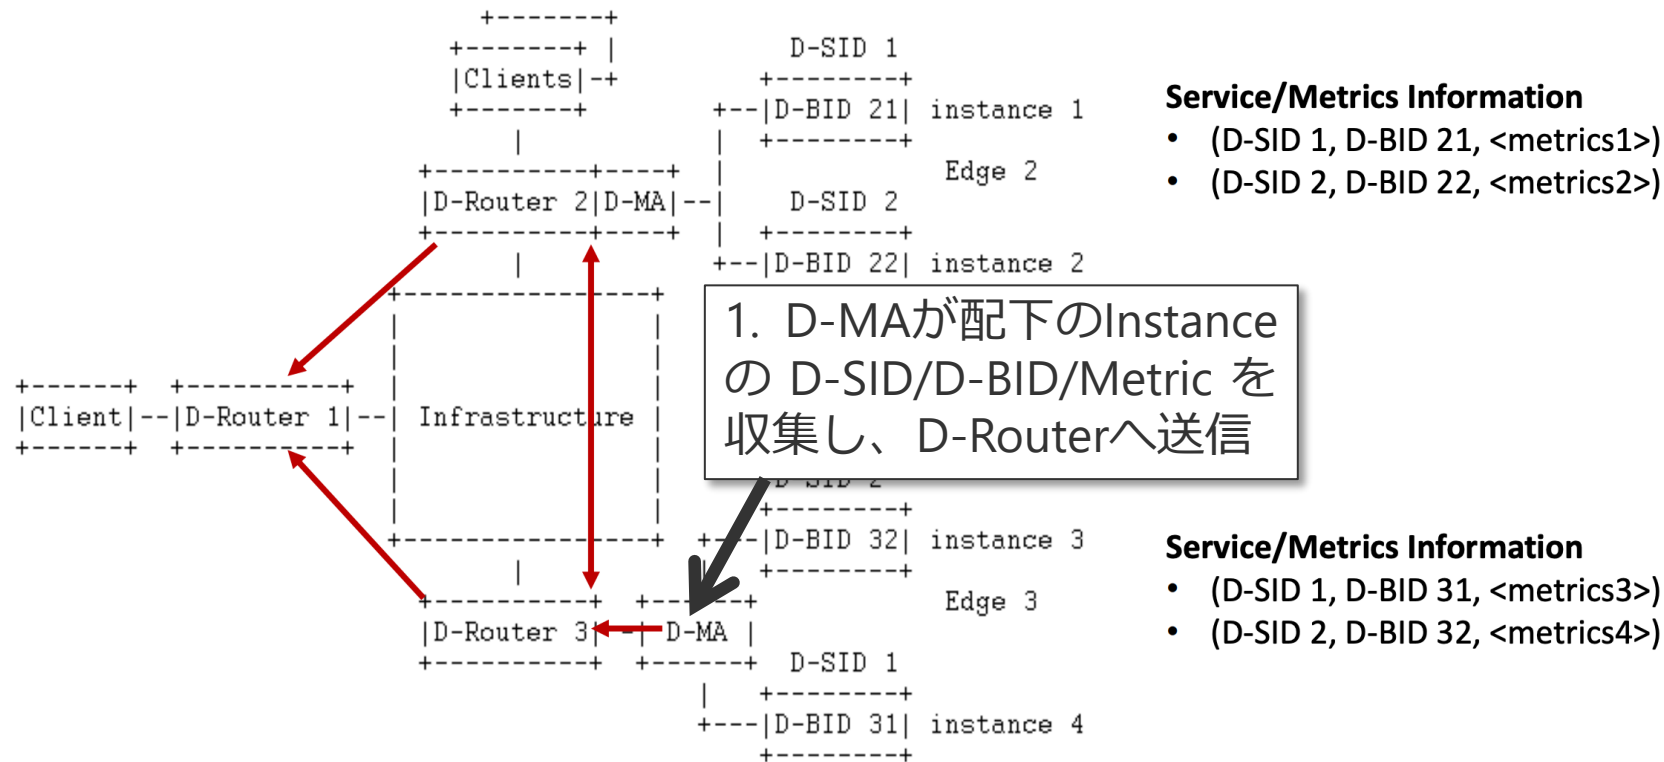 D-SID 1
Clients
D-BID 21 instance 1
Edge 2
D-Router 2 D-MA
D-SID 2
D-BID 22 instance 2
Service/Metrics Information
• (D-SID 1, D-BID 21, <metrics1>)
• (D-SID 2, D-BID 22, <metrics2>)
1. D-MAが配下のInstance
の D-SID/D-BID/Metric を
収集し、D-Routerへ送信
Client D-Router 1 Infrastructure
D-SID 2
D-BID 32 instance 3
Edge 3
D-Router 3 D-MA
D-SID 1
D-BID 31 instance 4
Service/Metrics Information
• (D-SID 1, D-BID 31, <metrics3>)
• (D-SID 2, D-BID 32, <metrics4>)